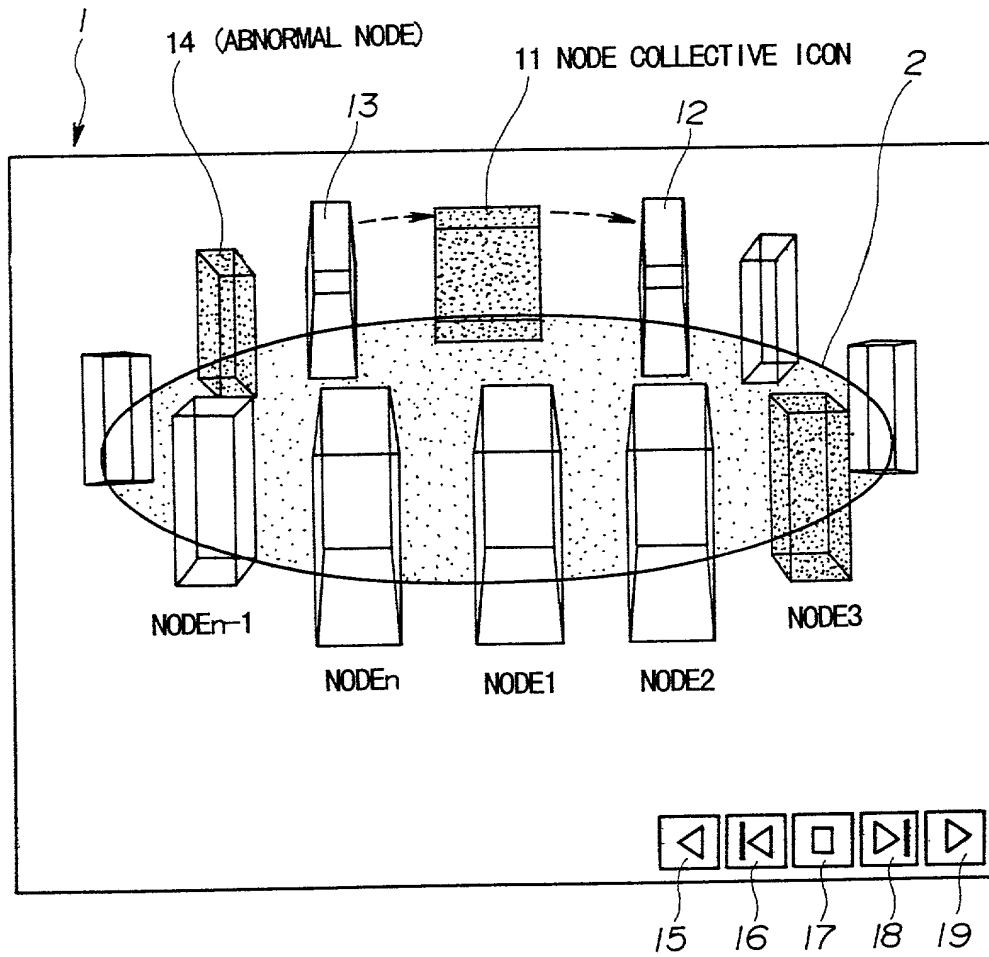 1
14 (ABNORMAL NODE)
11 NODE COLLECTIVE ICON
2
13
12
NODEn-1
NODE3
NODEn
NODE1
NODE2
15
16
17
18
19